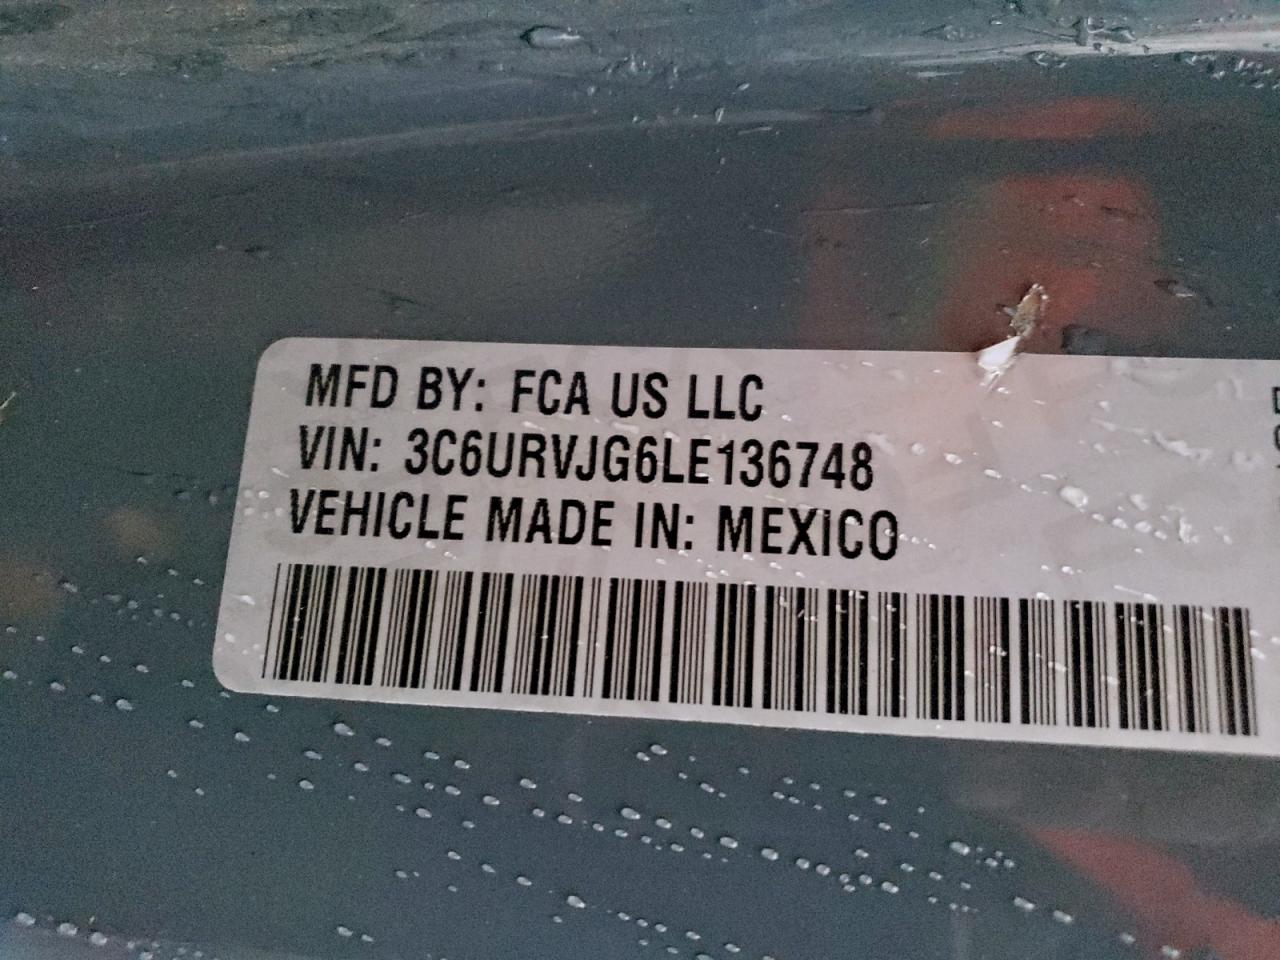 MFD BY: FCA US LLC
VIN: 3C6URVJG6LE136748
VEHICLE MADE IN: MEXICO